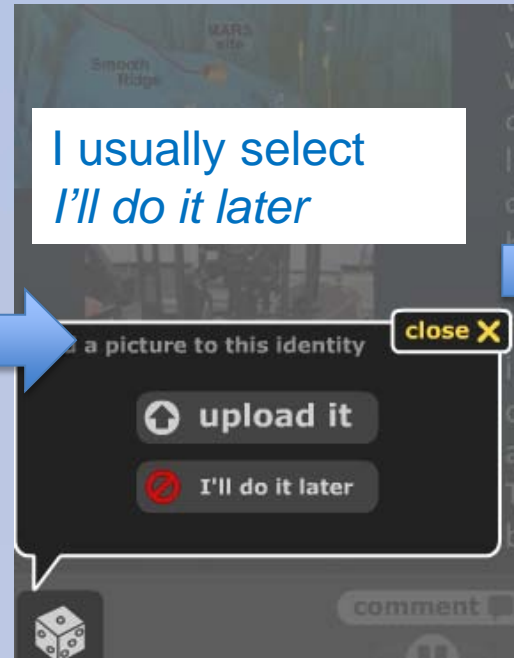 MARS
site
Smooth
Ridge
I usually select
I'll do it later
close X
a picture to this identity
upload it
I'll do it later
comment